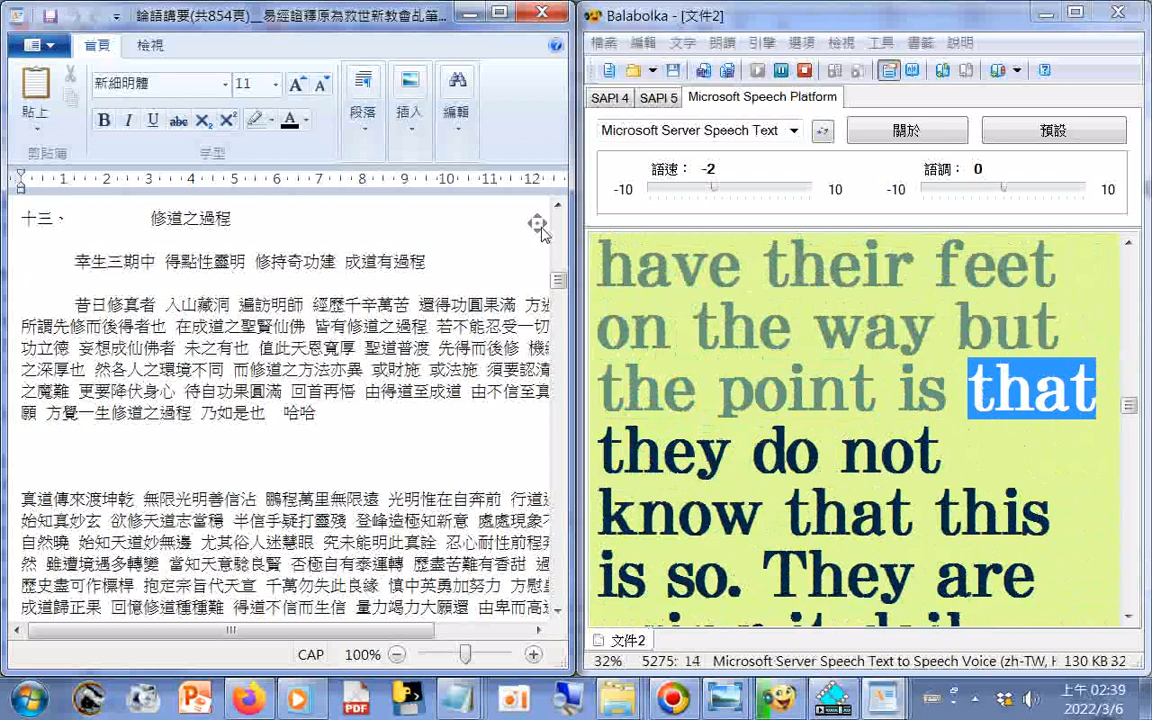 論語講要(共854頁)__易經證釋原為救世新教會乩筆...
首頁
檢視
貼上
剪貼簿
新細明體
11
B I U abc X₂ X² A
字型
段落
插入
編輯
1 2 3 4 5 6 7 8 9 10 11 12
十三、 修道之過程
幸生三期中 得點性靈明 修持奇功建 成道有過程
昔日修真者 入山藏洞 遍訪明師 經歷千辛萬苦 還得功圓果滿 方
所謂先修而後得者也 在成道之聖賢仙佛 皆有修道之過程 若不能忍受一切
功立德 妄想成仙佛者 未之有也 值此天恩寬厚 聖道普渡 先得而後修 機
之深厚也 然各人之環境不同 而修道之方法亦異 或財施 或法施 須要認清
之魔難 更要降伏身心 待自功果圓滿 回首再悟 由得道至成道 由不信至真
願 方覺一生修道之過程 乃如是也 哈哈
真道傳來渡坤乾 無限光明善信沾 鵬程萬里無限遠 光明惟在自奔前 行道
始知真妙玄 欲修天道志當穩 半信半疑打靈殘 登峰造極知新意 處處現象
自然曉 始知天道妙無邊 尤其俗人迷慧眼 究未能明此真詮 忍心耐性前程
然 雖遭境遇多轉變 當知天意驗良賢 否極自有泰運轉 歷盡苦難有香甜
歷史盡可作標桿 抱定宗旨代天宣 千萬勿失此良緣 慎中英勇加努力 方慰
成道歸正果 回憶修道種種難 得道不信而生信 量力竭力大願還 由卑而高
CAP 100%
Balabolka - [文件2]
檔案 編輯 文字 朗讀 引擎 選項 檢視 工具 書籤 說明
SAPI 4 SAPI 5 Microsoft Speech Platform
Microsoft Server Speech Text 關於 預設
語速： -2 語調： 0
-10 10 -10 10
have their feet
on the way but
the point is that
they do not
know that this
is so. They are
文件2
32% 5275: 14 Microsoft Server Speech Text to Speech Voice (zh-TW, H 130 KB 32
PDF
上午 02:39
2022/3/6